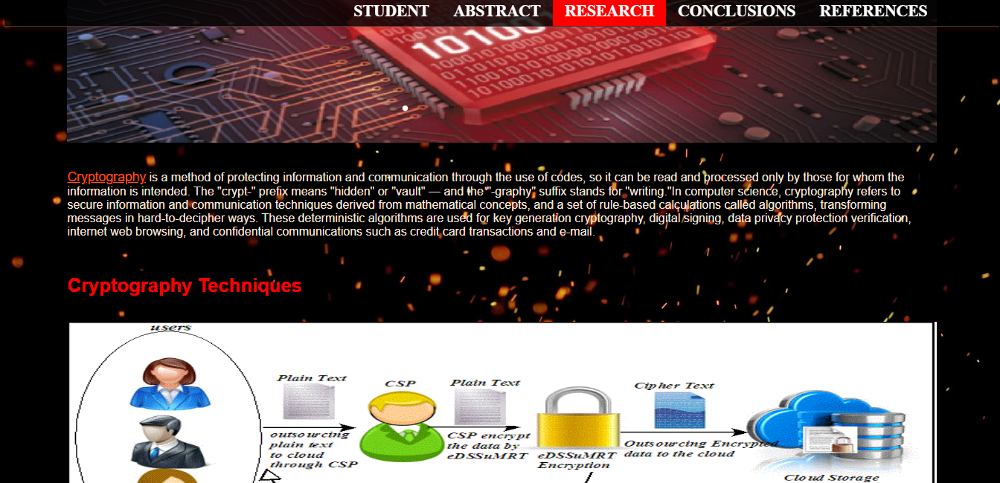 STUDENT ABSTRACT RESEARCH CONCLUSIONS REFERENCES
10100
Cryptography is a method of protecting information and communication through the use of codes, so it can be read and processed only by those for whom the
information is intended. The "crypt-" prefix means "hidden" or "vault" — and the "-graphy" suffix stands for "writing."In computer science, cryptography refers to
secure information and communication techniques derived from mathematical concepts, and a set of rule-based calculations called algorithms, transforming
messages in hard-to-decipher ways. These deterministic algorithms are used for key generation cryptography, digital signing, data privacy protection verification,
internet web browsing, and confidential communications such as credit card transactions and e-mail.
Cryptography Techniques
users
Plain Text
CSP
Plain Text
Cipher Text
outsourcing
plain text
to cloud
through CSP
CSP encrypt
the data by
eDSSuMRT
eDSSuMRT
Encryption
Outsourcing Encrypted
data to the cloud
Cloud Storage